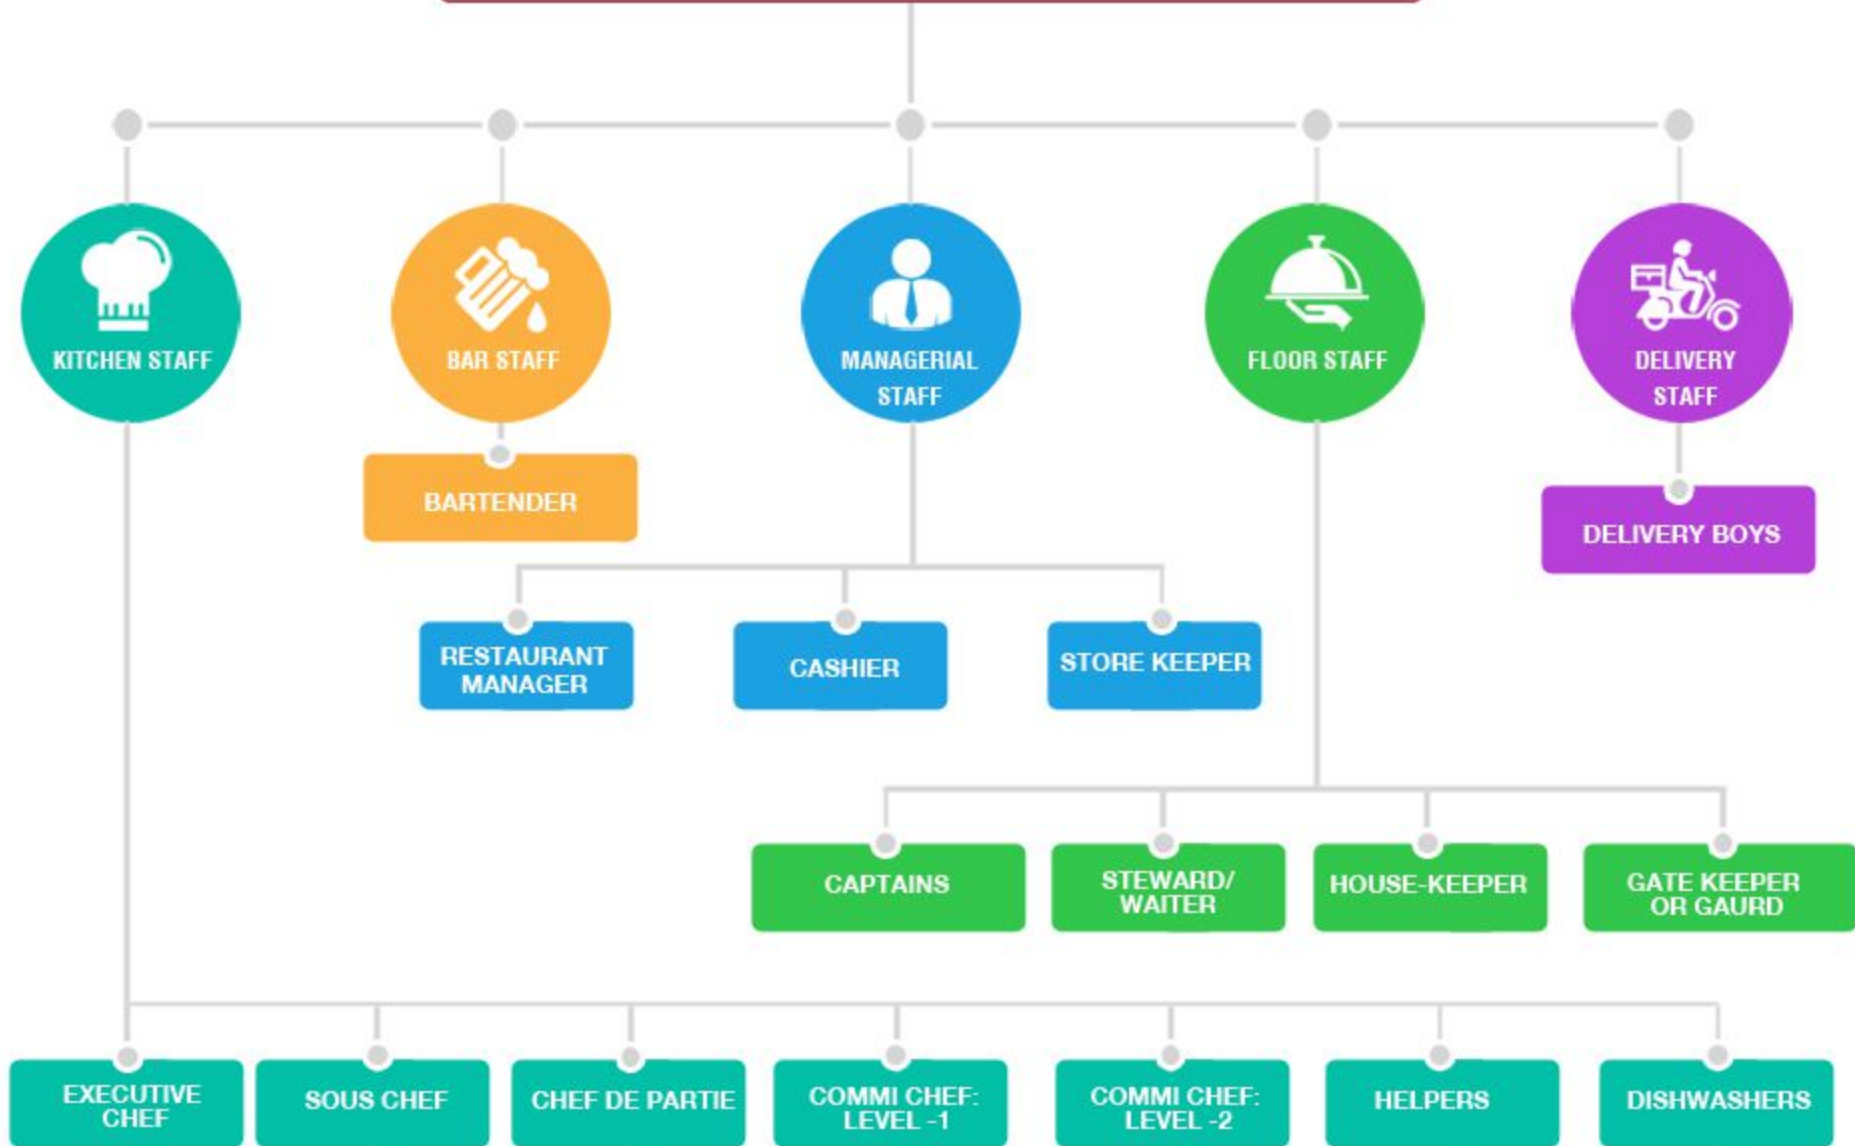 KITCHEN STAFF
BAR STAFF
MANAGERIAL
STAFF
FLOOR STAFF
DELIVERY
STAFF
BARTENDER
DELIVERY BOYS
RESTAURANT
MANAGER
CASHIER
STORE KEEPER
CAPTAINS
STEWARD/
WAITER
HOUSE-KEEPER
GATE KEEPER
OR GAURD
EXECUTIVE
CHEF
SOUS CHEF
CHEF DE PARTIE
COMMI CHEF:
LEVEL -1
COMMI CHEF:
LEVEL -2
HELPERS
DISHWASHERS